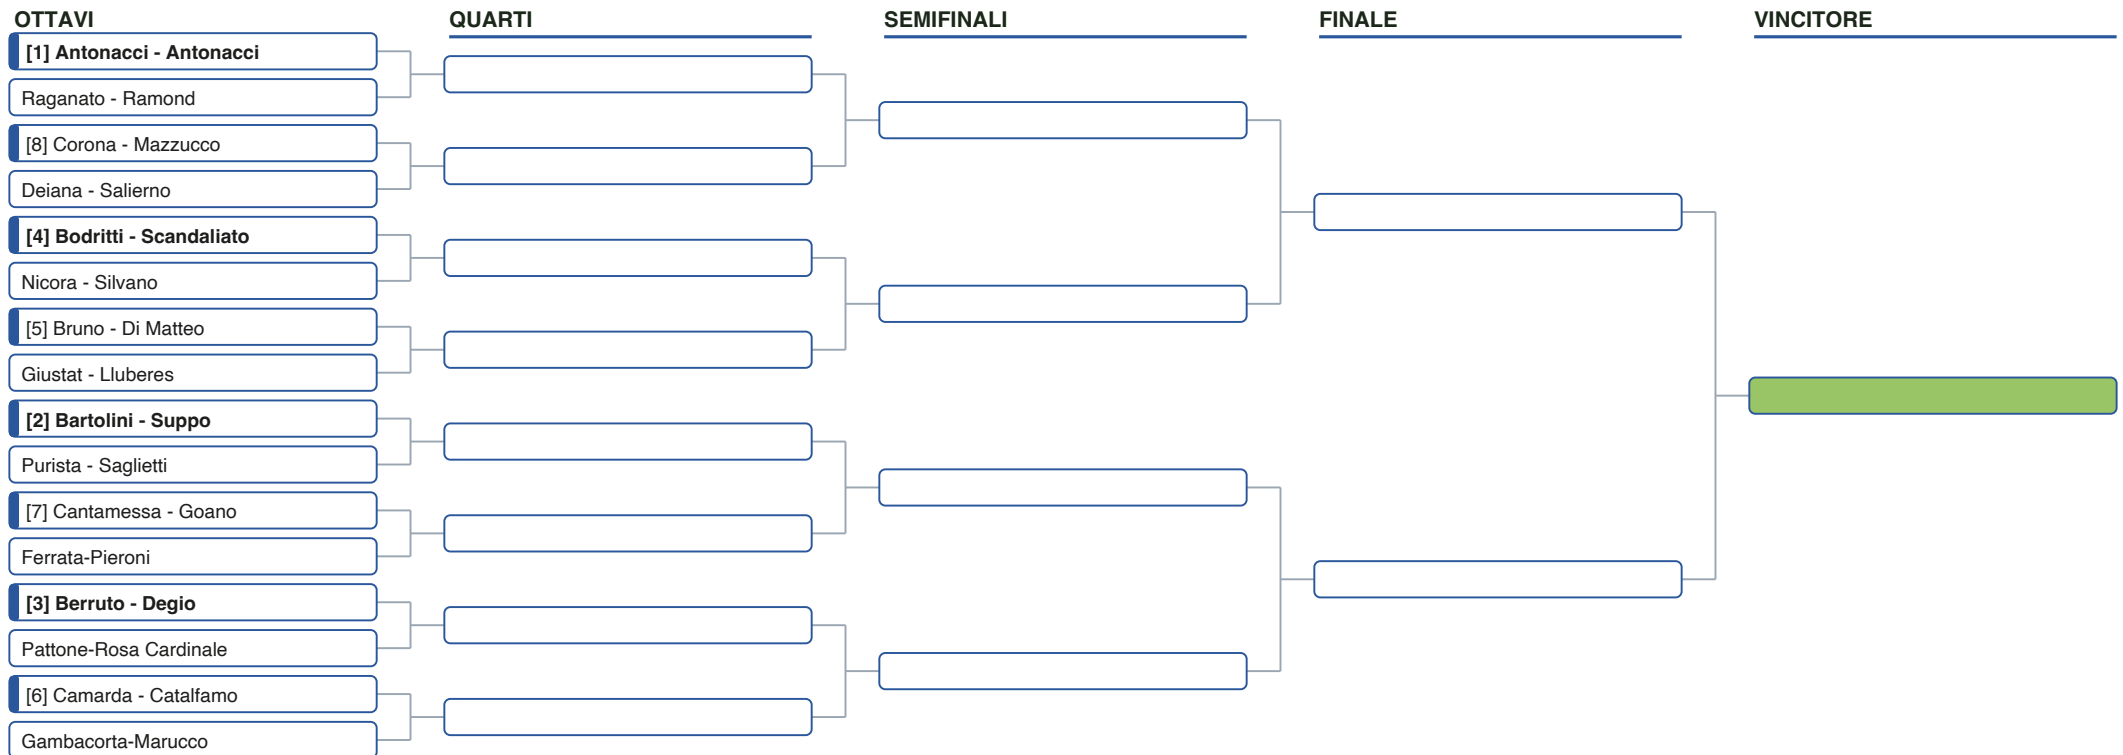 OTTAVI
QUARTI
SEMIFINALI
FINALE
VINCITORE
[1] Antonacci - Antonacci
Raganato - Ramond
[8] Corona - Mazzucco
Deiana - Salierno
[4] Bodritti - Scandaliato
Nicora - Silvano
[5] Bruno - Di Matteo
Giustat - Lluberes
[2] Bartolini - Suppo
Purista - Saglietti
[7] Cantamessa - Goano
Ferrata-Pieroni
[3] Berruto - Degio
Pattone-Rosa Cardinale
[6] Camarda - Catalfamo
Gambacorta-Marucco